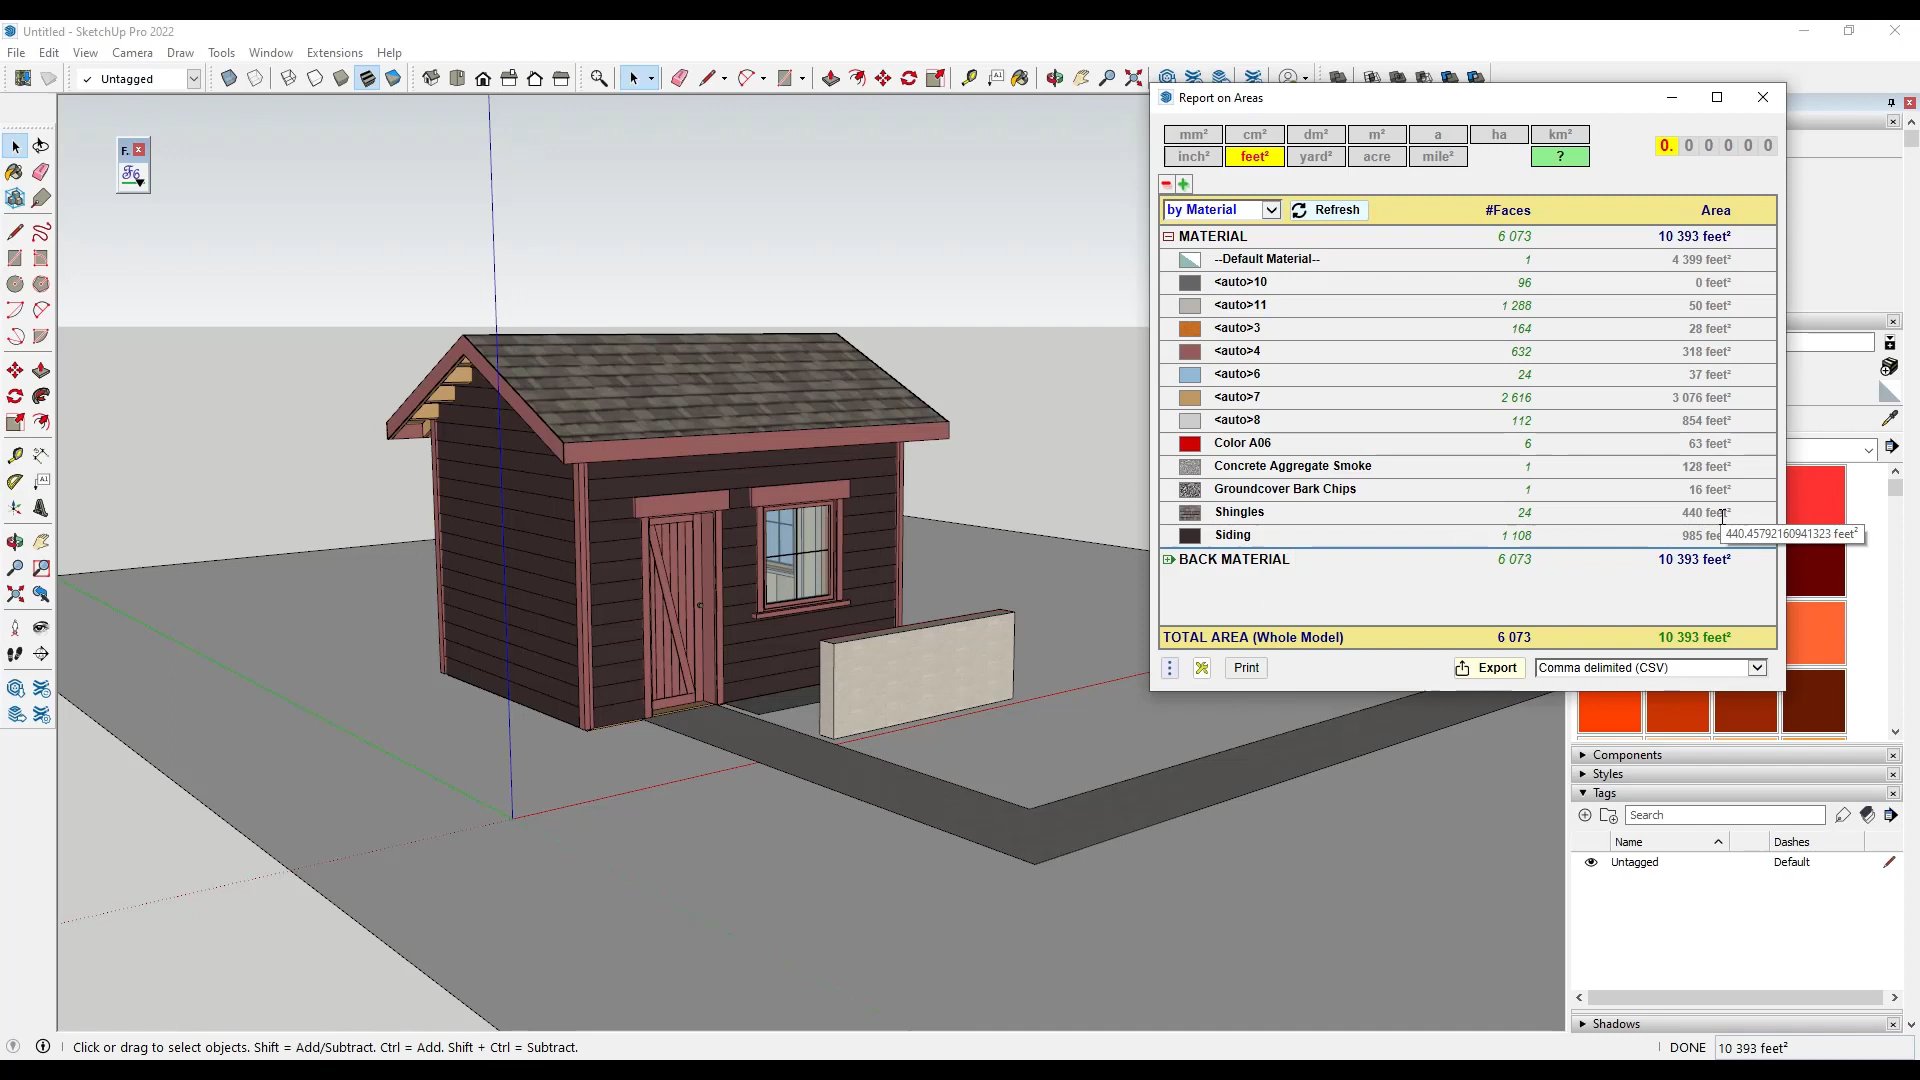 Untitled - SketchUp Pro 2022
File Edit View Camera Draw Tools Window Extensions Help
Untagged
Report on Areas
mm² cm² dm² m² a ha km²
0. 0 0 0 0 0
inch² feet² yard² acre mile² ?
by Material Refresh #Faces Area
MATERIAL 6 073 10 393 feet²
--Default Material-- 1 4 399 feet²
<auto>10 96 0 feet²
<auto>11 1 288 50 feet²
<auto>3 164 28 feet²
<auto>4 632 318 feet²
<auto>6 24 37 feet²
<auto>7 2 616 3 076 feet²
<auto>8 112 854 feet²
Color A06 6 63 feet²
Concrete Aggregate Smoke 1 128 feet²
Groundcover Bark Chips 1 16 feet²
Shingles 24 440 feet²
440.45792160941323 feet²
Siding 1 108 985
BACK MATERIAL 6 073 10 393 feet²
TOTAL AREA (Whole Model) 6 073 10 393 feet²
Print Export Comma delimited (CSV)
F.
Components
Styles
Tags
Search
Name Dashes
Untagged Default
Shadows
Click or drag to select objects. Shift = Add/Subtract. Ctrl = Add. Shift + Ctrl = Subtract.
DONE 10 393 feet²